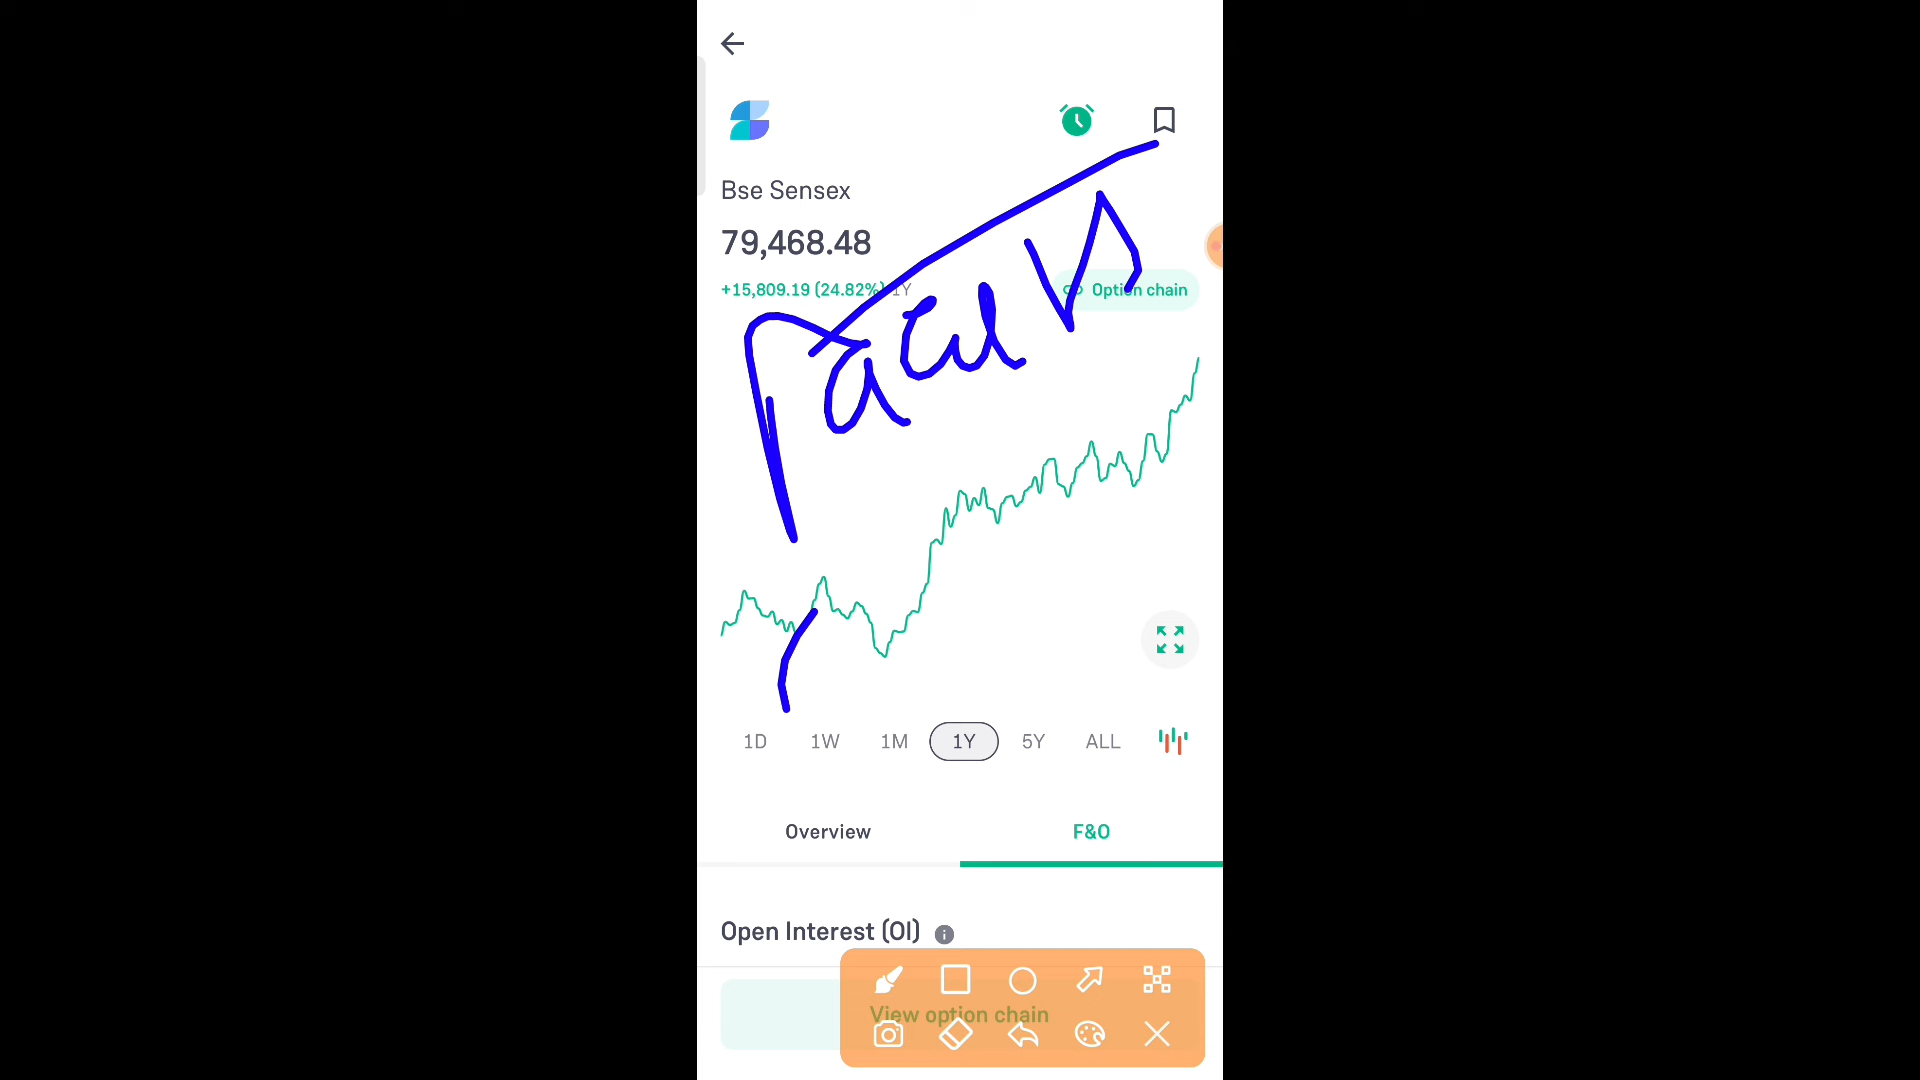 Bse Sensex
79,468.48
+15,809.19 (24.82%) 1Y
Option chain
1D 1W 1M 1Y 5Y ALL
Overview F&O
Open Interest (OI)
View option chain